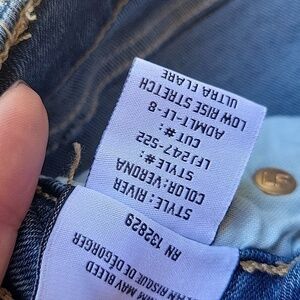 MAY BLEED
RISQUE DE DEGORGER
RN 132829
STYLE: RIVER
COLOR: VERONA
STYLE#:
LFJ247-522
CUT#:
ADMLT-LF-8
LOW RISE STRETCH
ULTRA FLARE